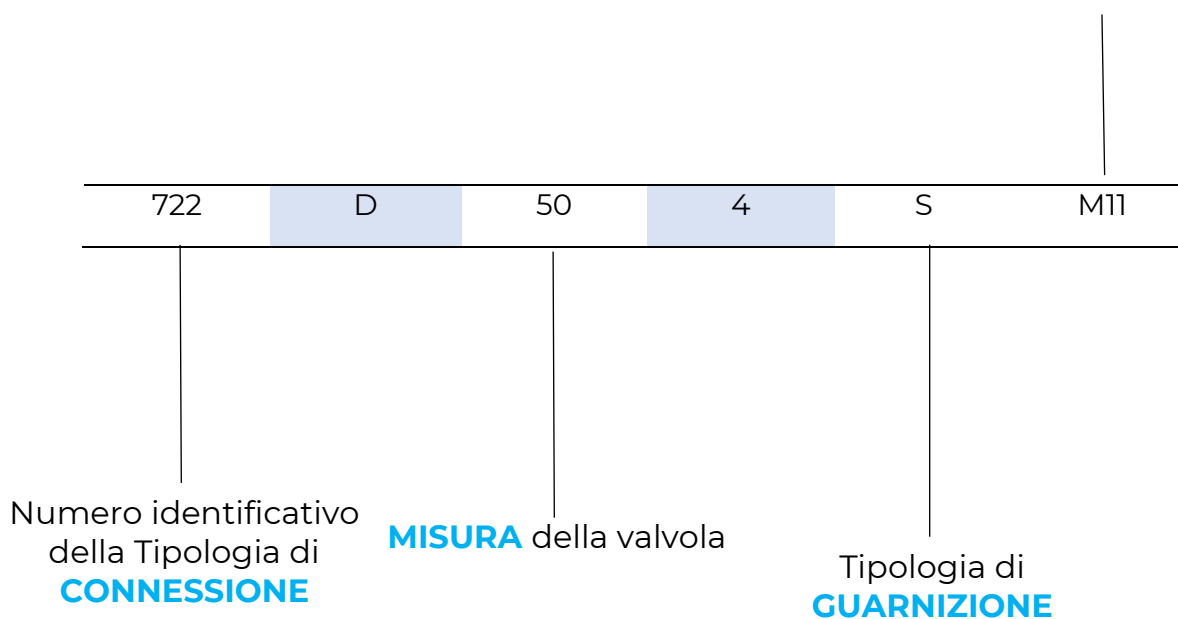 722 D 50 4 S M11
Numero identificativo
della Tipologia di
CONNESSIONE
MISURA della valvola
Tipologia di
GUARNIZIONE